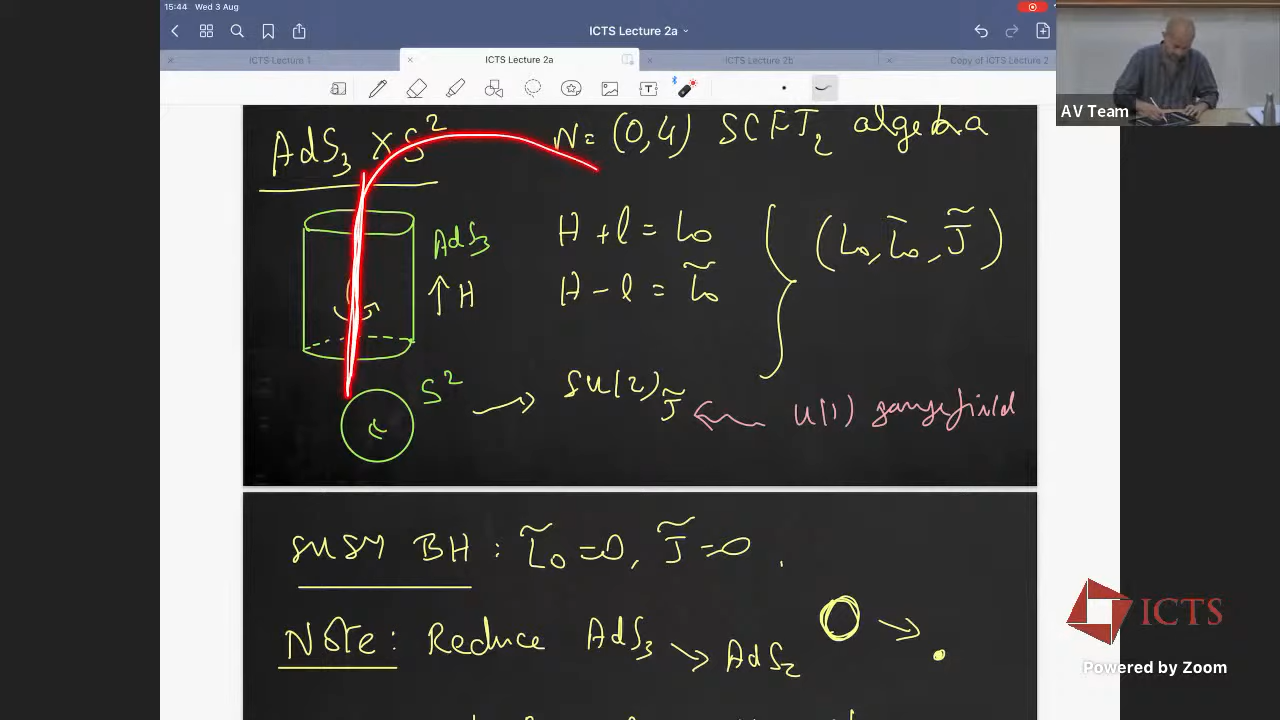 15:44 Wed 3 Aug
ICTS Lecture 2a
ICTS Lecture 1
ICTS Lecture 2a
ICTS Lecture 2b
Copy of ICTS Lecture 2
AV Team
AdS₃ × S²
N = (0,4) SCFT₂ algebra
AdS₃
↑ H
H + l = L₀
H − l = L̃₀
(L₀, L̄₀, J̃)
S² → SU(2)_J̃ ← U(1) gauge field
SUSY BH : L̃₀ = 0, J̃ = 0 .
Note : Reduce AdS₃ → AdS₂
ICTS
Powered by Zoom